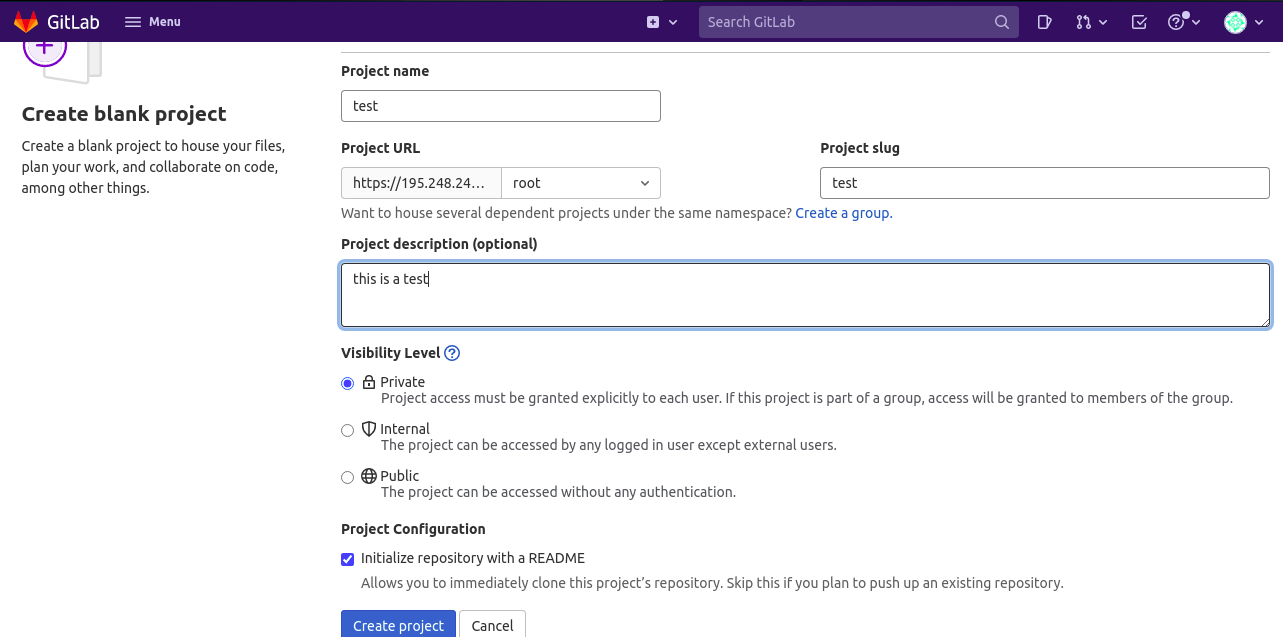 GitLab Menu Search GitLab
Create blank project
Create a blank project to house your files,
plan your work, and collaborate on code,
among other things.
Project name
test
Project URL Project slug
https://195.248.24... root test
Want to house several dependent projects under the same namespace? Create a group.
Project description (optional)
this is a test
Visibility Level
Private
Project access must be granted explicitly to each user. If this project is part of a group, access will be granted to members of the group.
Internal
The project can be accessed by any logged in user except external users.
Public
The project can be accessed without any authentication.
Project Configuration
Initialize repository with a README
Allows you to immediately clone this project’s repository. Skip this if you plan to push up an existing repository.
Create project Cancel